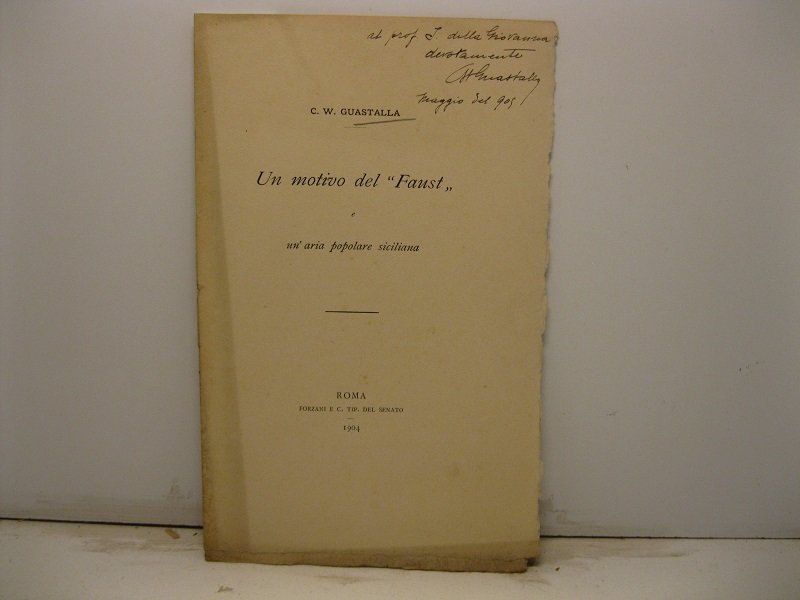 al prof. I. della Giovanna
devotamente
Guastalla
Maggio del 905
C. W. GUASTALLA
Un motivo del "Faust„
e
un' aria popolare siciliana
ROMA
FORZANI E C. TIP. DEL SENATO
1904